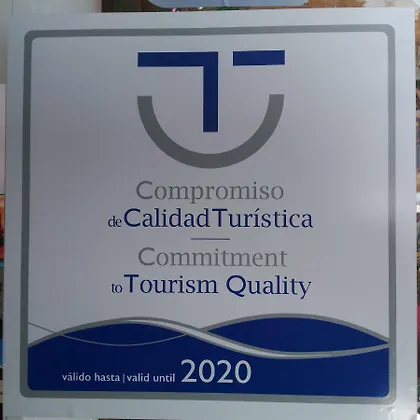 Compromiso
de Calidad Turística
Commitment
to Tourism Quality
válido hasta | valid until 2020